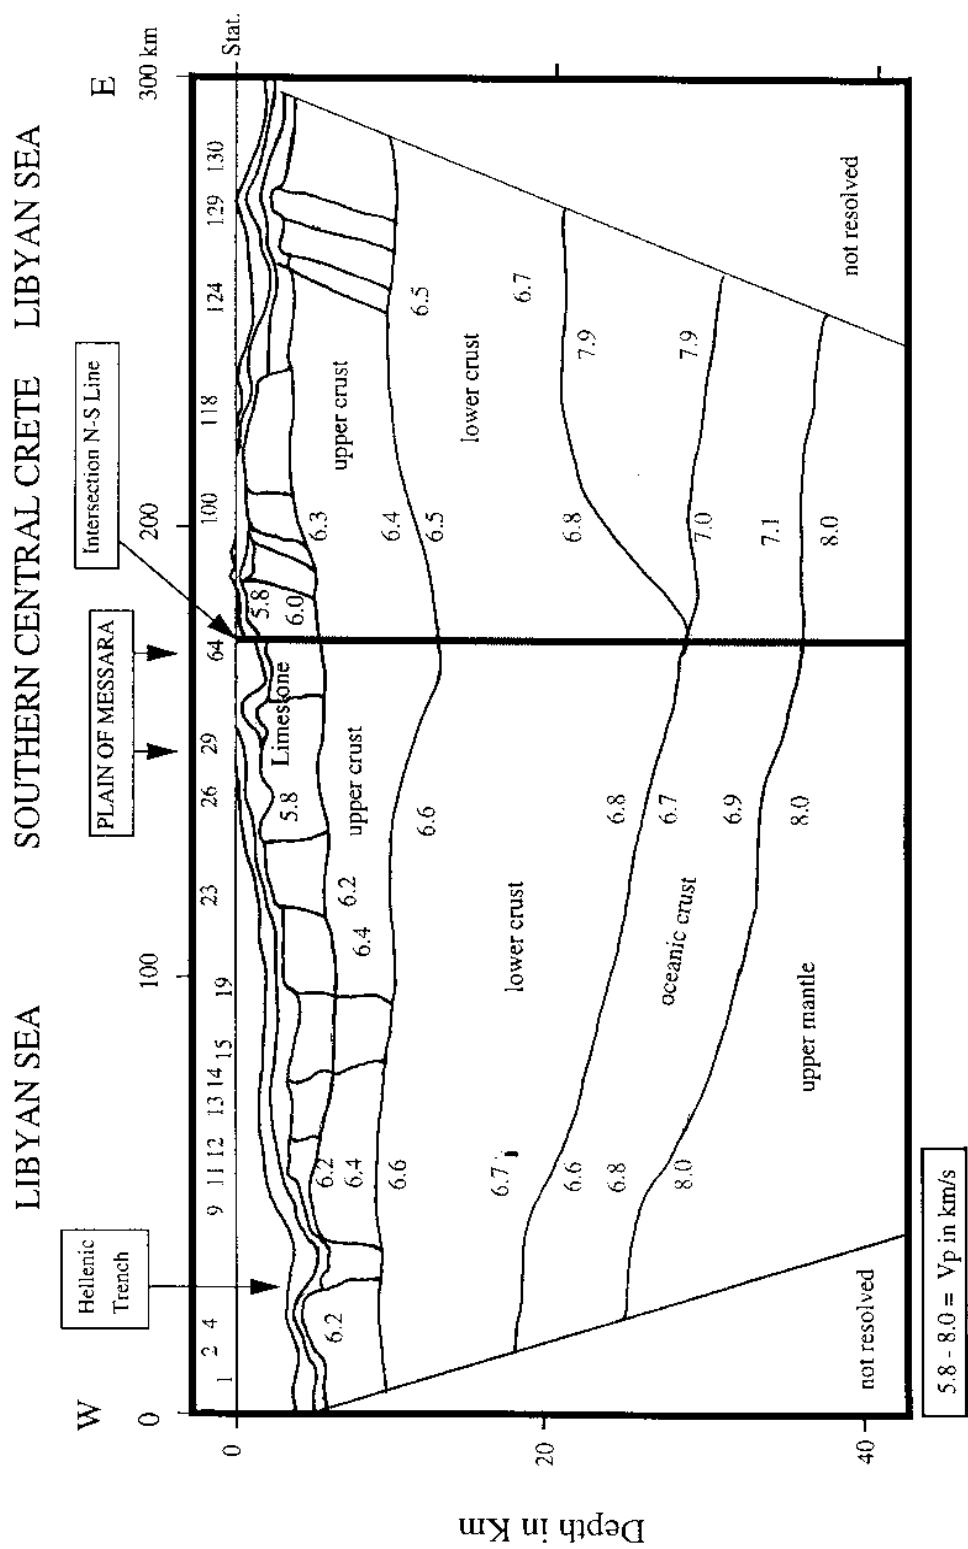 LIBYAN SEA SOUTHERN CENTRAL CRETE LIBYAN SEA
Hellenic
Trench
PLAIN OF MESSARA
Intersection N-S Line
W E
0 100 200 300 km
1 2 4 9 11 12 13 14 15 19 23 26 29 64 100 118 124 129 130 Stat.
0
20
40
Depth in Km
5.8
Limestone
5.8
6.0
6.2
6.2
6.4
6.2
6.4
6.3
upper crust
upper crust
6.4
6.6
6.6
6.5
6.5
lower crust
lower crust
6.7
6.8
6.8
6.7
6.6
6.7
7.9
oceanic crust
6.8
6.9
7.0
7.1
7.9
8.0
8.0
8.0
upper mantle
not resolved
not resolved
5.8 - 8.0 = Vp in km/s